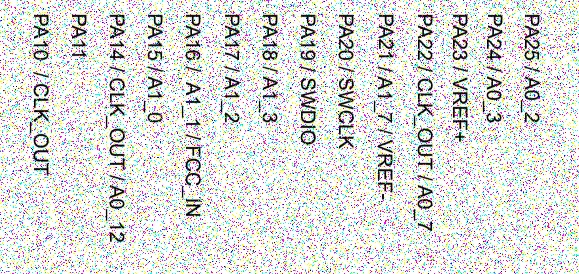 PA25 / A0_2
PA24 / A0_3
PA23 / VREF+
PA22 / CLK_OUT / A0_7
PA21 / A1_7 / VREF-
PA20 / SWCLK
PA19 / SWDIO
PA18 / A1_3
PA17 / A1_2
PA16 / A1_1 / FCC_IN
PA15 / A1_0
PA14 / CLK_OUT / A0_12
PA11
PA10 / CLK_OUT